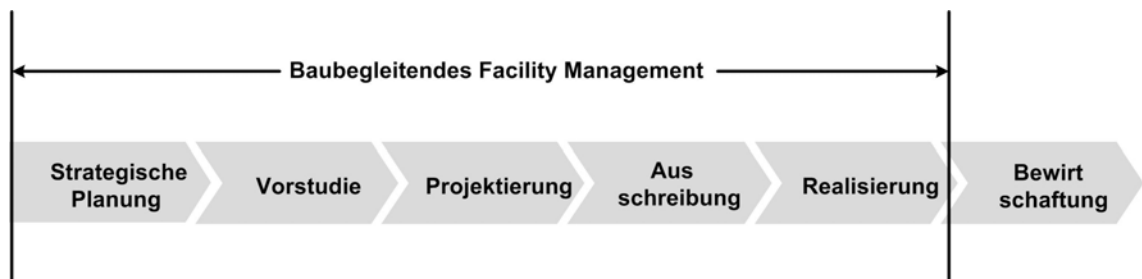 Baubegleitendes Facility Management
Strategische
Planung
Vorstudie
Projektierung
Aus
schreibung
Realisierung
Bewirt
schaftung